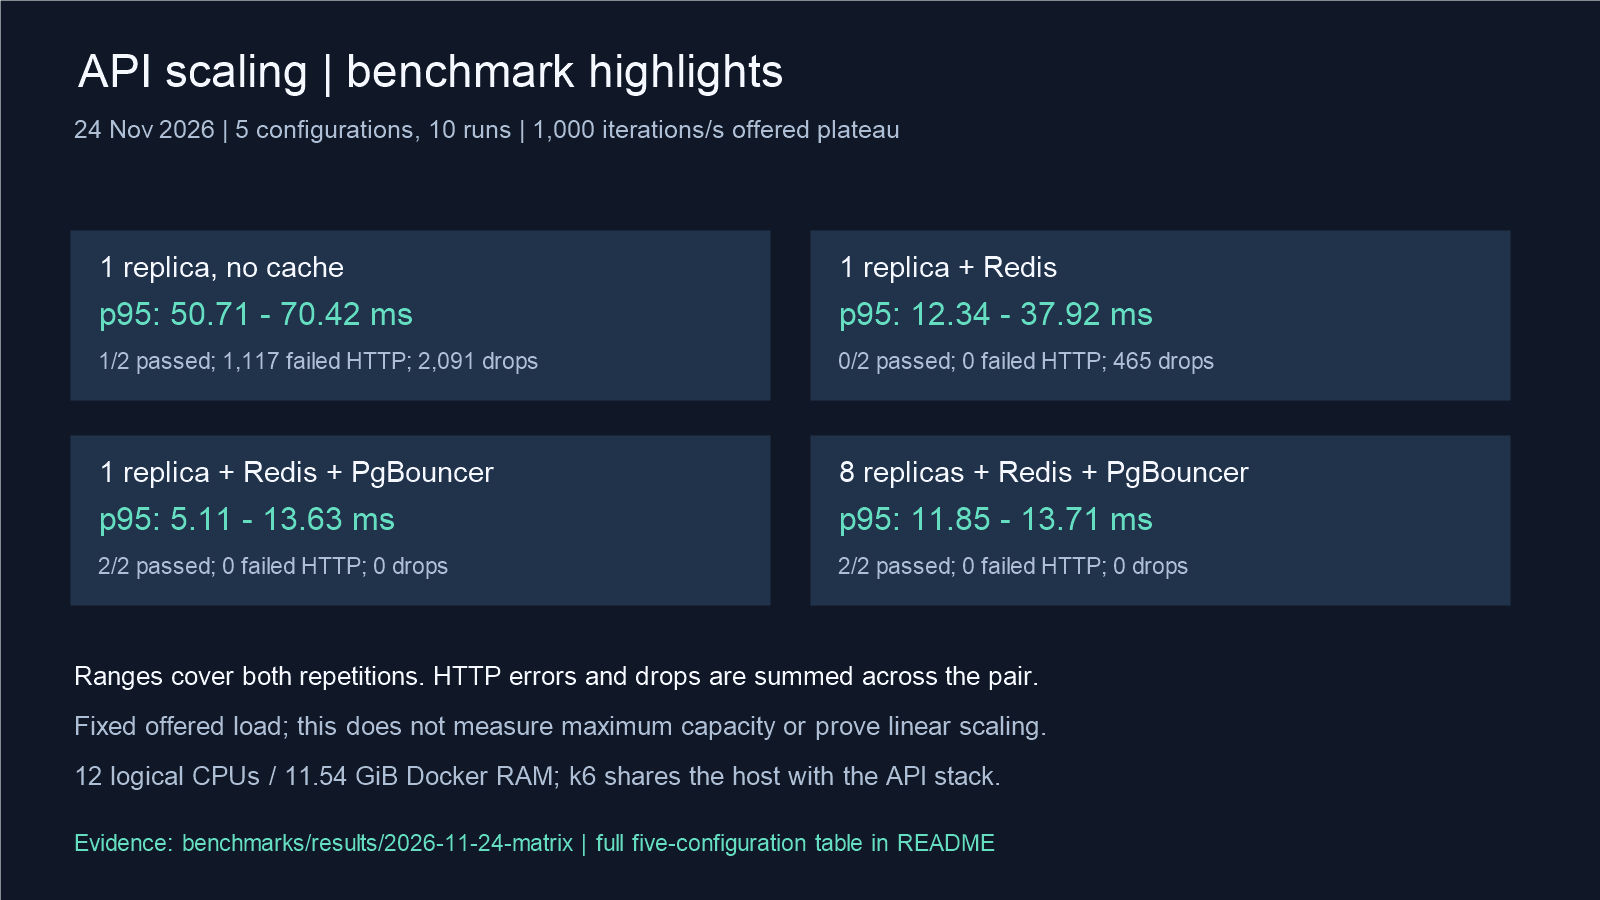 API scaling | benchmark highlights
24 Nov 2026 | 5 configurations, 10 runs | 1,000 iterations/s offered plateau
1 replica, no cache
p95: 50.71 - 70.42 ms
1/2 passed; 1,117 failed HTTP; 2,091 drops
1 replica + Redis
p95: 12.34 - 37.92 ms
0/2 passed; 0 failed HTTP; 465 drops
1 replica + Redis + PgBouncer
p95: 5.11 - 13.63 ms
2/2 passed; 0 failed HTTP; 0 drops
8 replicas + Redis + PgBouncer
p95: 11.85 - 13.71 ms
2/2 passed; 0 failed HTTP; 0 drops
Ranges cover both repetitions. HTTP errors and drops are summed across the pair.
Fixed offered load; this does not measure maximum capacity or prove linear scaling.
12 logical CPUs / 11.54 GiB Docker RAM; k6 shares the host with the API stack.
Evidence: benchmarks/results/2026-11-24-matrix | full five-configuration table in README